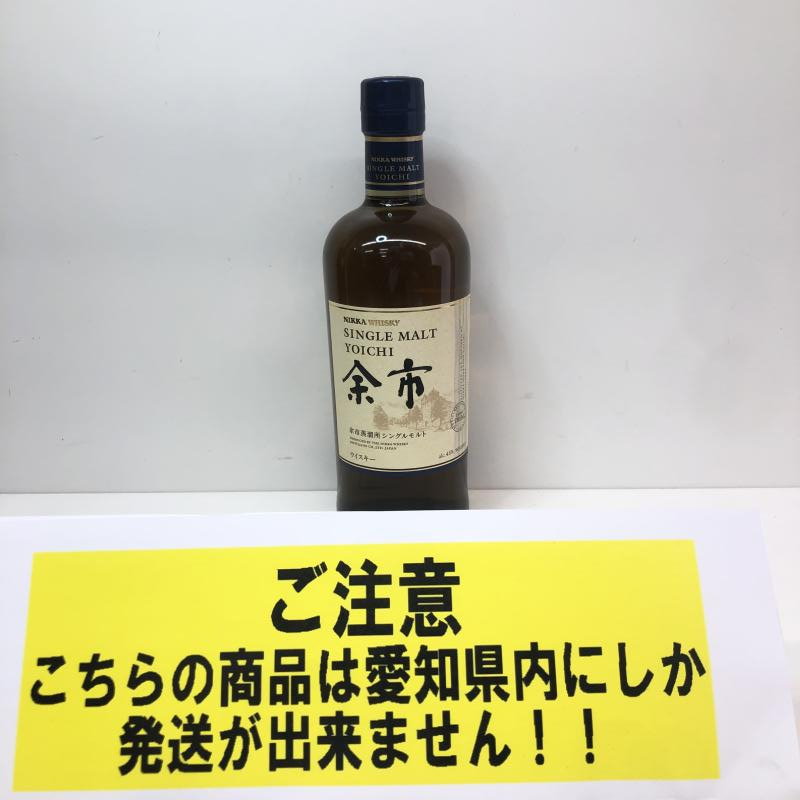 NIKKA WHISKY
SINGLE MALT
YOICHI
NIKKA WHISKY
SINGLE MALT
YOICHI
余市
余市蒸溜所シングルモルト
ウイスキー
ご注意
こちらの商品は愛知県内にしか
発送が出来ません！！